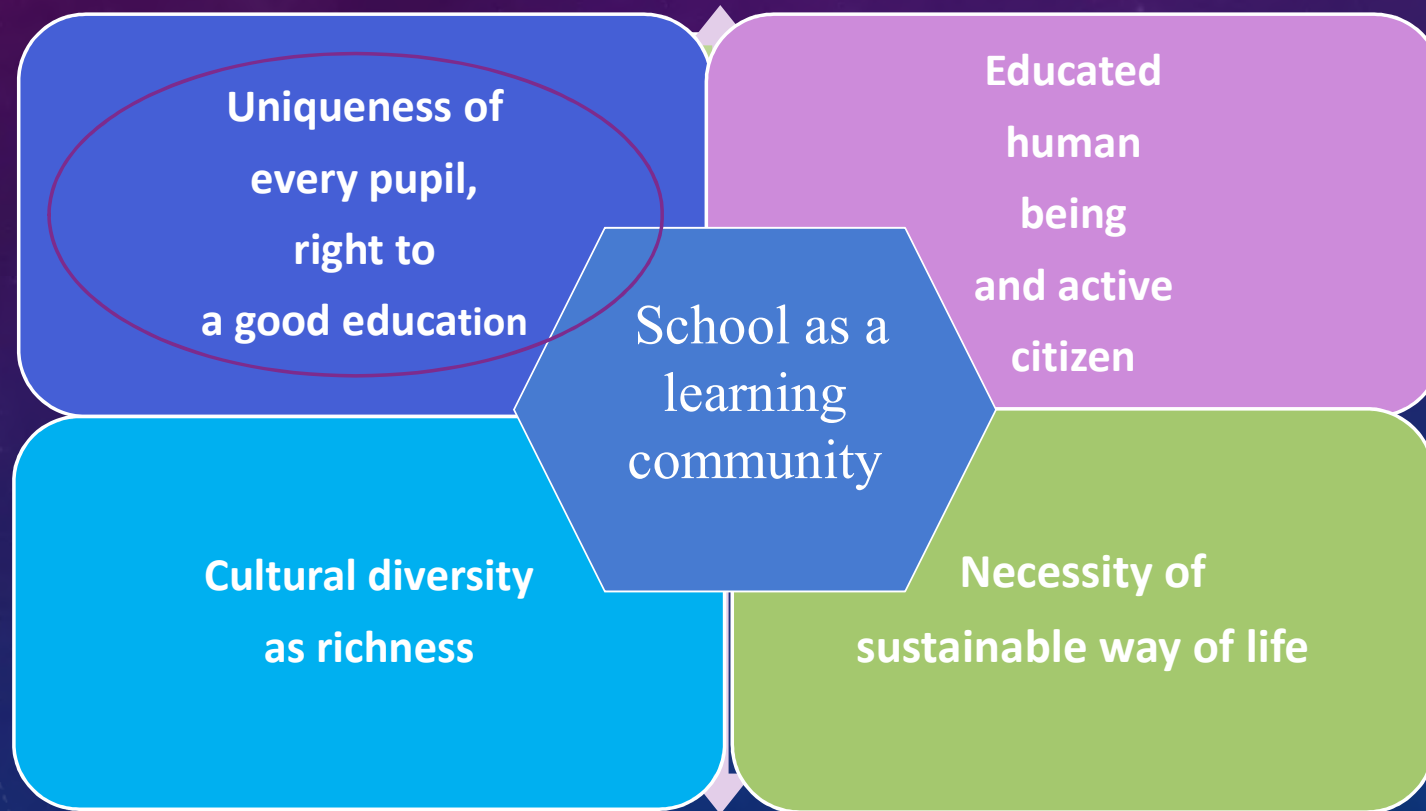 Uniqueness of
every pupil,
right to
a good education
Educated
human
being
and active
citizen
School as a
learning
community
Cultural diversity
as richness
Necessity of
sustainable way of life